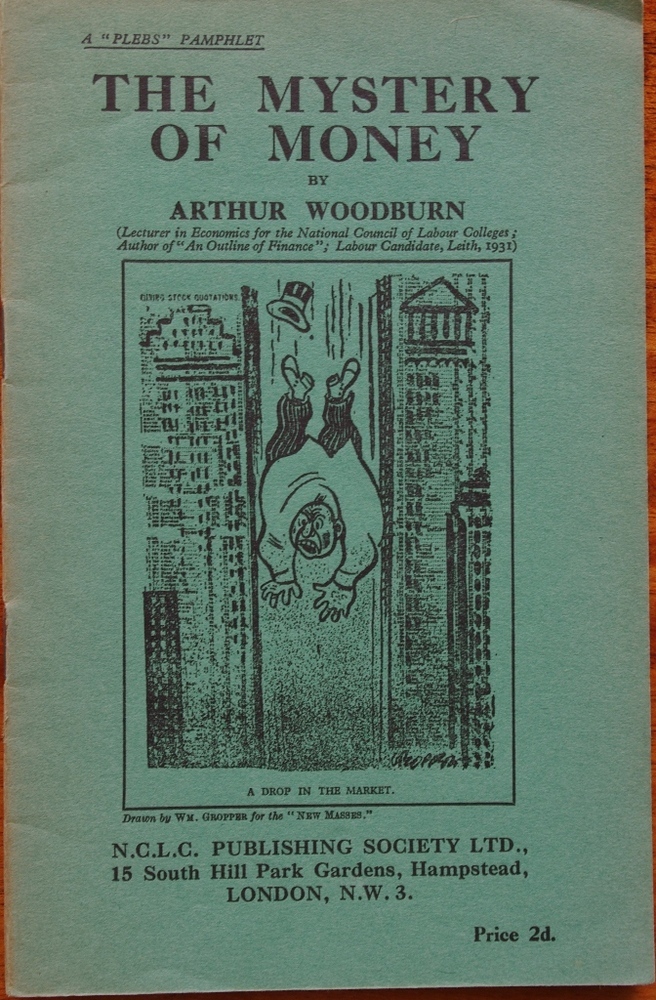 A "PLEBS" PAMPHLET
THE MYSTERY
OF MONEY
BY
ARTHUR WOODBURN
(Lecturer in Economics for the National Council of Labour Colleges;
Author of "An Outline of Finance"; Labour Candidate, Leith, 1931)
STOCK QUOTATIONS
GROPPER
A DROP IN THE MARKET.
Drawn by WM. GROPPER for the "NEW MASSES."
N.C.L.C. PUBLISHING SOCIETY LTD.,
15 South Hill Park Gardens, Hampstead,
LONDON, N.W.3.
Price 2d.